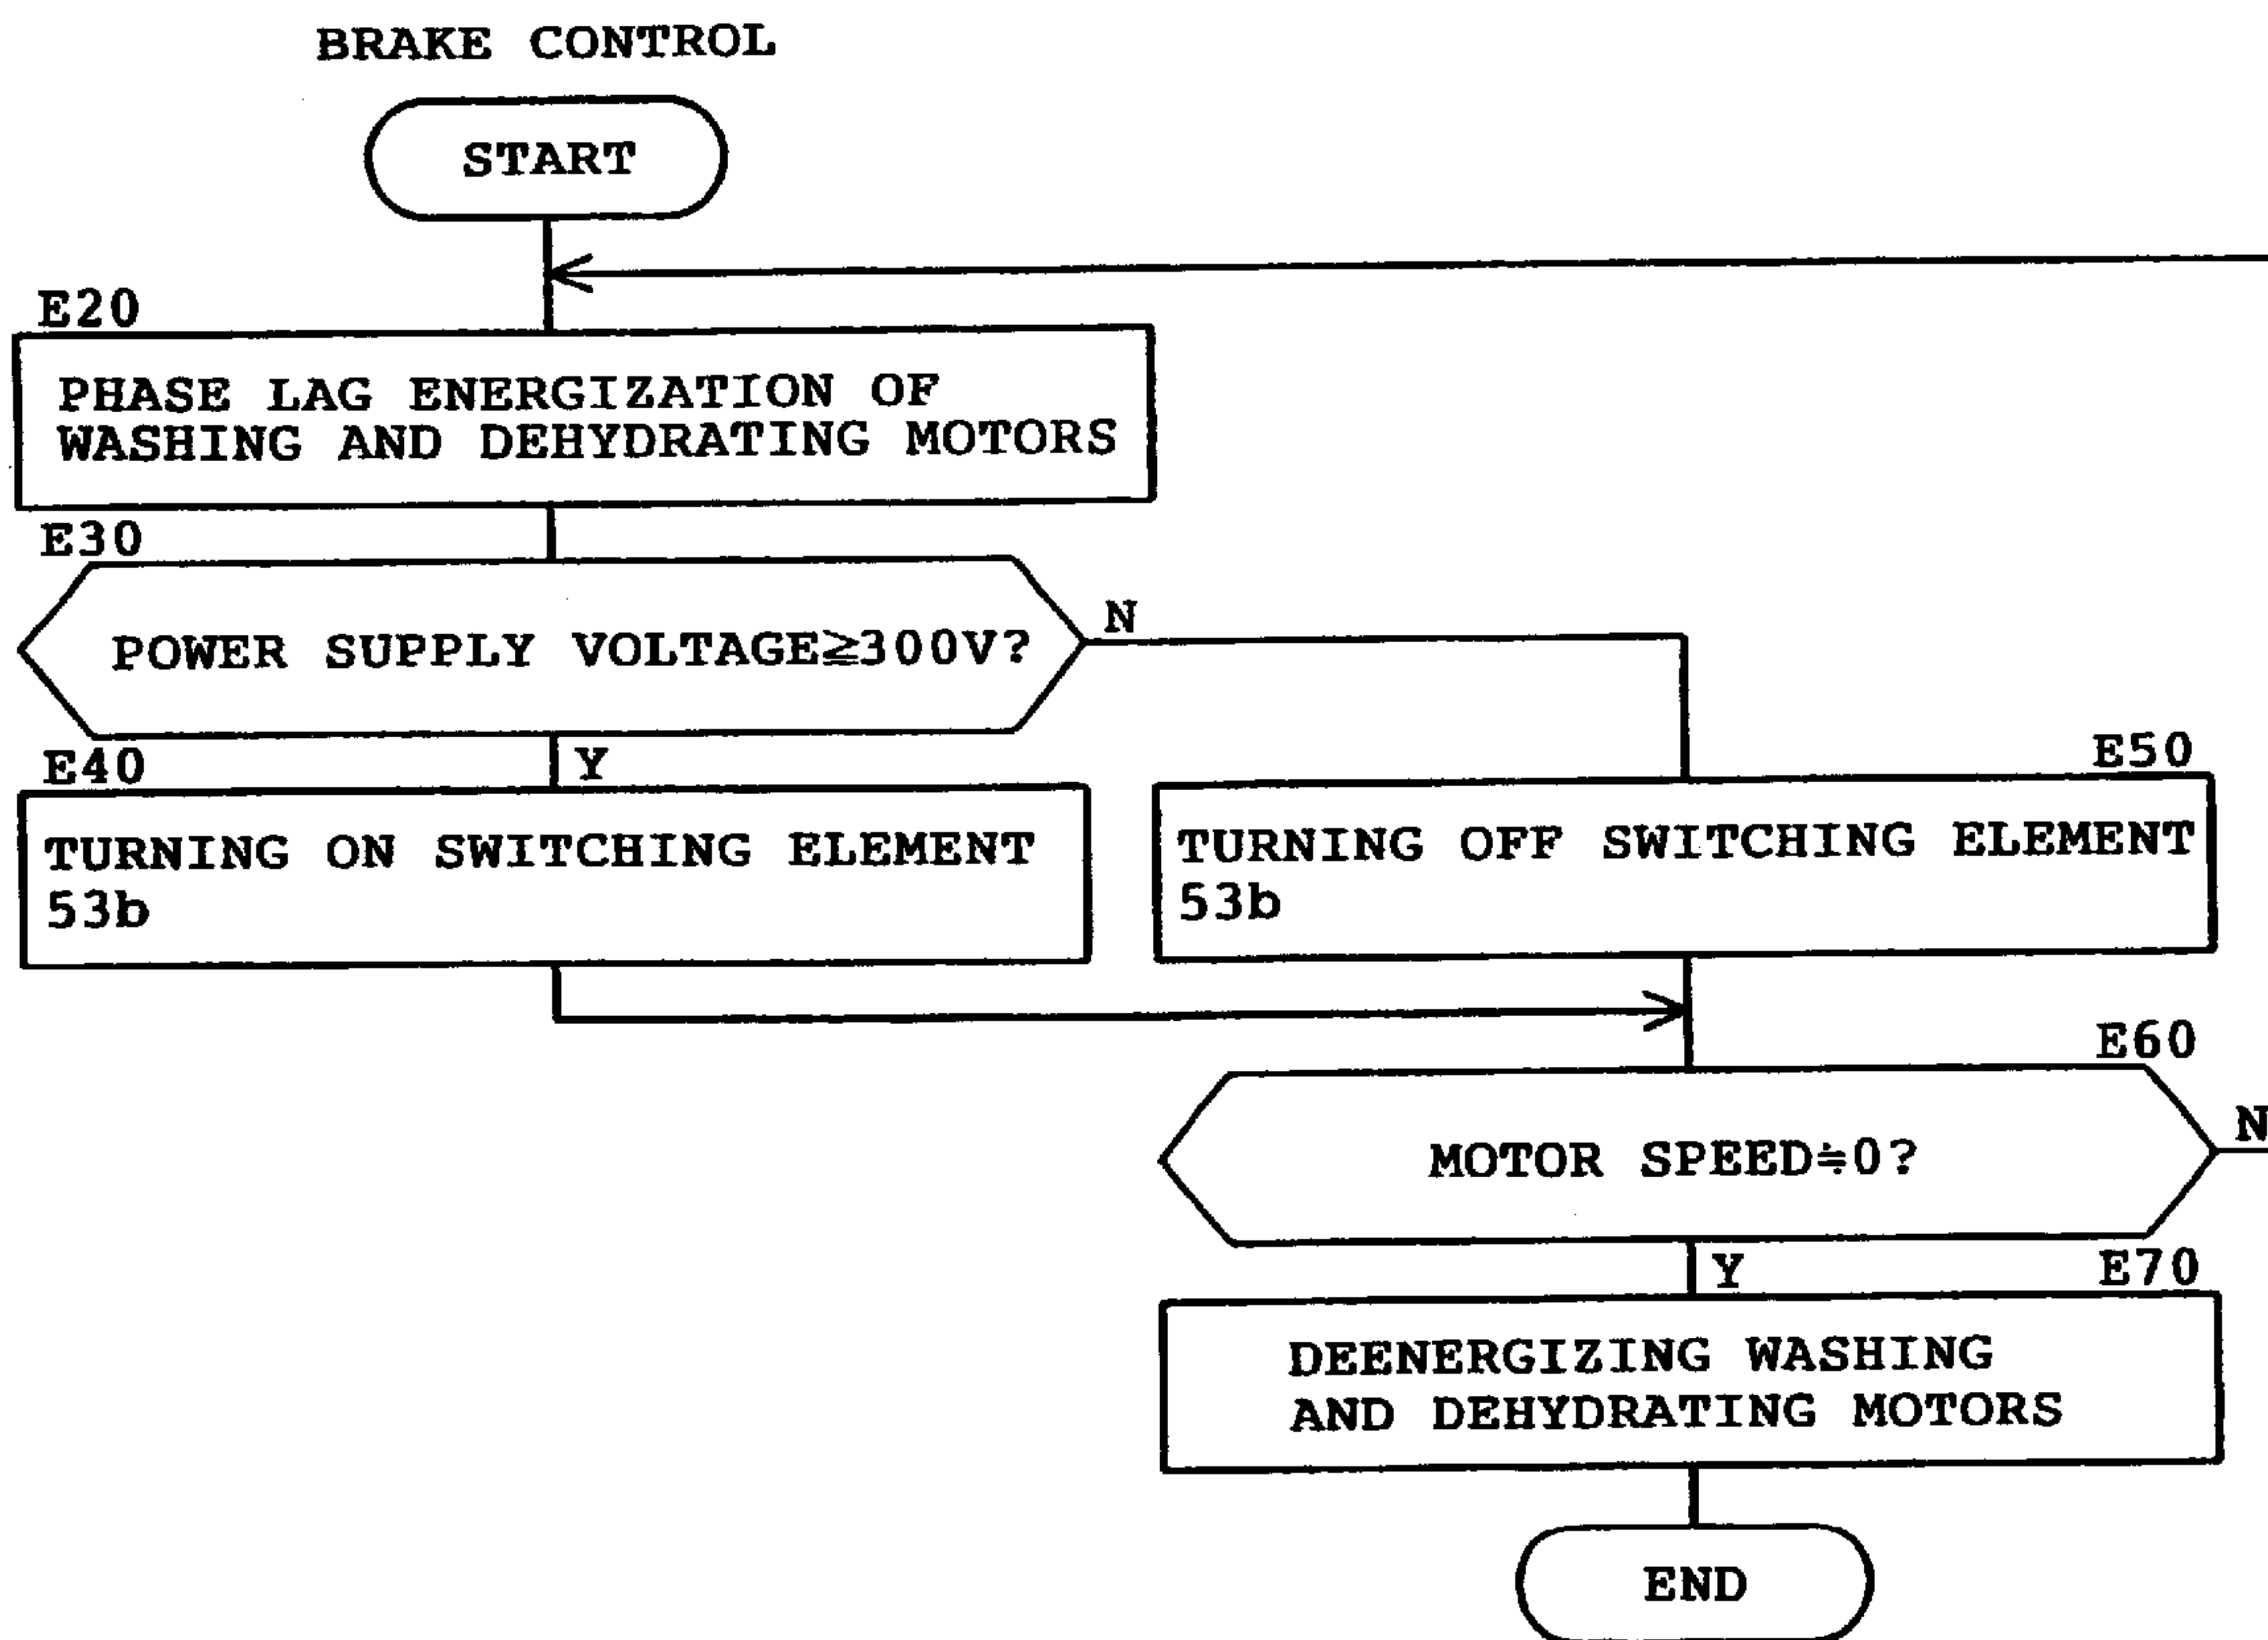 BRAKE CONTROL
START
E20
PHASE LAG ENERGIZATION OF
WASHING AND DEHYDRATING MOTORS
E30
POWER SUPPLY VOLTAGE≧300V?
N
Y
E40
TURNING ON SWITCHING ELEMENT
53b
E50
TURNING OFF SWITCHING ELEMENT
53b
E60
MOTOR SPEED≒0?
N
Y
E70
DEENERGIZING WASHING
AND DEHYDRATING MOTORS
END